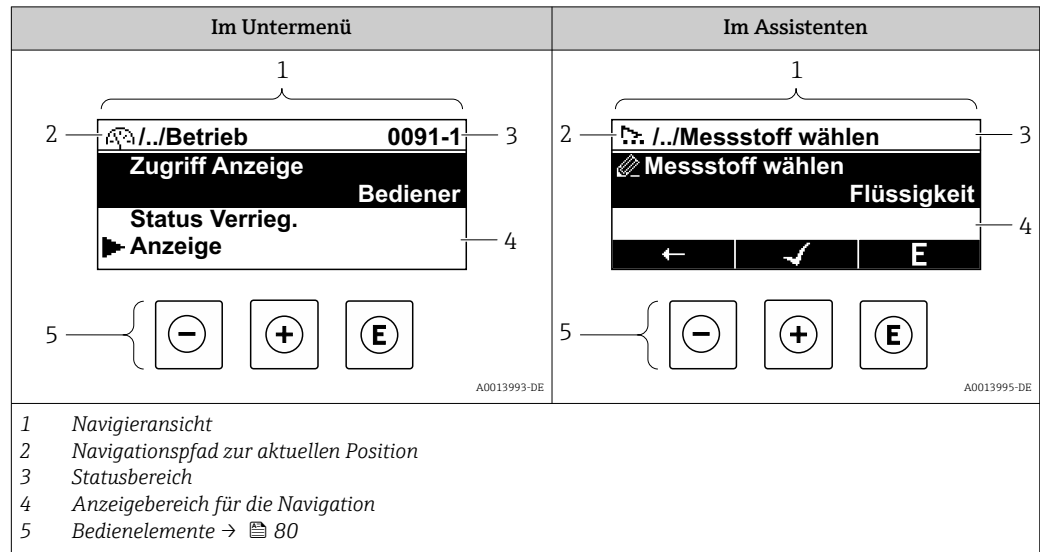 Im Untermenü
1
2
/../Betrieb 0091-1
3
Zugriff Anzeige
Bediener
Status Verrieg.
Anzeige
4
5
− + E
A0013993-DE
Im Assistenten
1
2
/../Messstoff wählen
3
Messstoff wählen
Flüssigkeit
4
← ✓ E
5
− + E
A0013995-DE
1 Navigieransicht
2 Navigationspfad zur aktuellen Position
3 Statusbereich
4 Anzeigebereich für die Navigation
5 Bedienelemente → 80